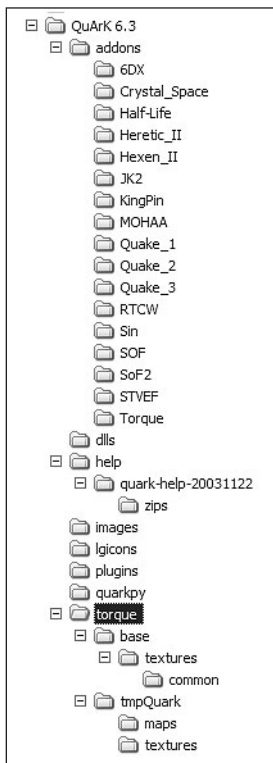 QuArK 6.3
addons
6DX
Crystal_Space
Half-Life
Heretic_II
Hexen_II
JK2
KingPin
MOHAA
Quake_1
Quake_2
Quake_3
RTCW
Sin
SOF
SoF2
STVEF
Torque
dlls
help
quark-help-20031122
zips
images
lgicons
plugins
quarkpy
torque
base
textures
common
tmpQuark
maps
textures